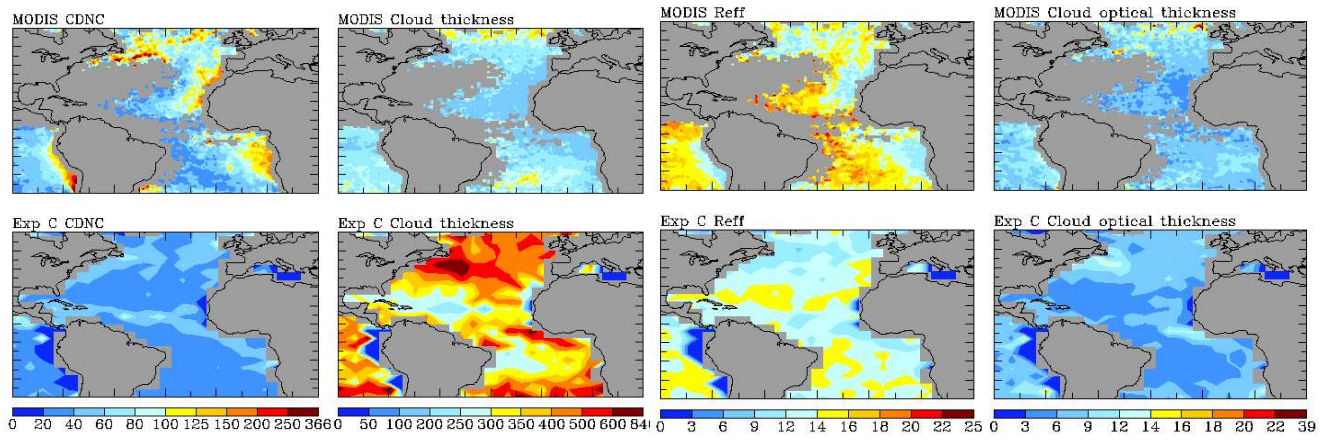 MODIS CDNC
MODIS Cloud thickness
MODIS Reff
MODIS Cloud optical thickness
Exp C CDNC
Exp C Cloud thickness
Exp C Reff
Exp C Cloud optical thickness
0 20 40 60 80 100 125 150 200 250 366
0 50 100 200 250 300 350 400 500 600 840
0 3 6 9 12 14 16 18 20 22 25
0 3 6 9 12 14 16 18 20 22 39